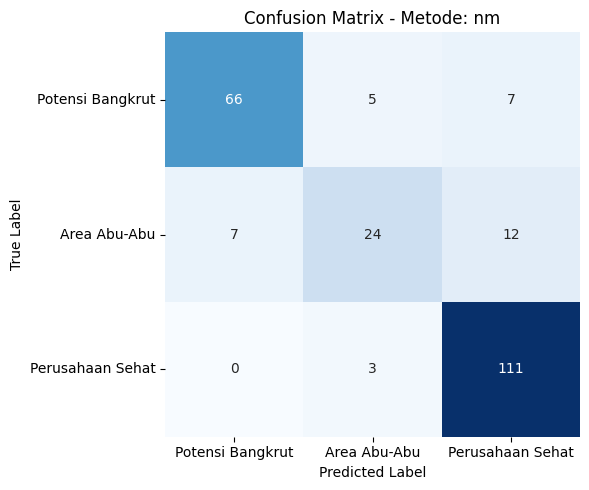 Confusion Matrix - Metode: nm
True Label
Potensi Bangkrut 66 5 7
Area Abu-Abu 7 24 12
Perusahaan Sehat 0 3 111
Potensi Bangkrut Area Abu-Abu Perusahaan Sehat
Predicted Label